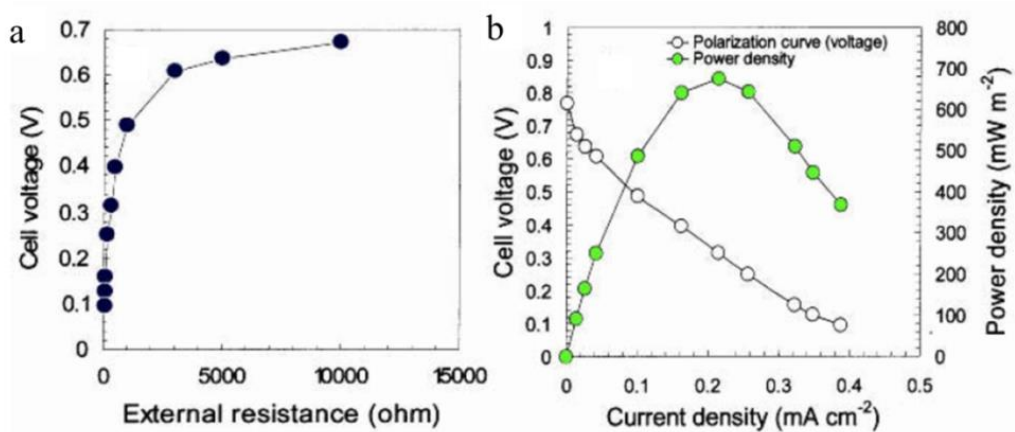 a
0.7
0.6
0.5
0.4
0.3
0.2
0.1
0
Cell voltage (V)
0 5000 10000 15000
External resistance (ohm)
b
1
0.9
0.8
0.7
0.6
0.5
0.4
0.3
0.2
0.1
0
Cell voltage (V)
Polarization curve (voltage)
Power density
800
700
600
500
400
300
200
100
0
Power density (mW m⁻²)
0 0.1 0.2 0.3 0.4 0.5
Current density (mA cm⁻²)